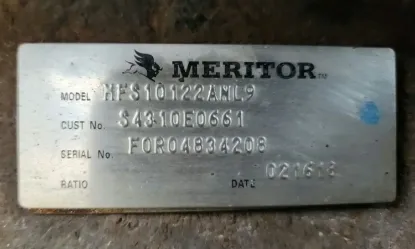 MERITOR
MODEL MFS10122ANL9
CUST No. S4310E0661
SERIAL No. FOR04834208
RATIO DATE 021618